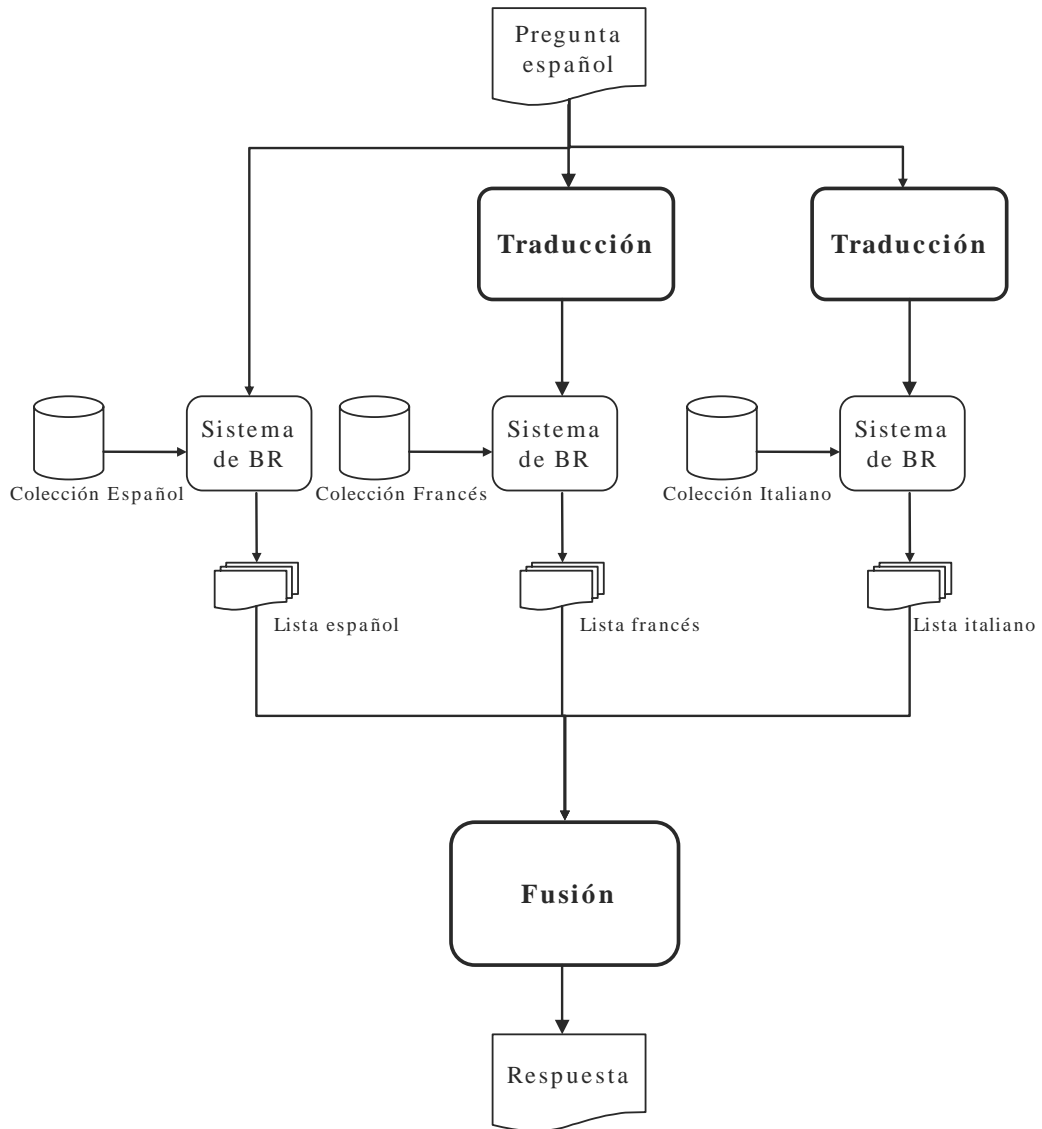 Pregunta
español
Traducción
Traducción
Sistema
de BR
Sistema
de BR
Sistema
de BR
Colección Español
Colección Francés
Colección Italiano
Lista español
Lista francés
Lista italiano
Fusión
Respuesta